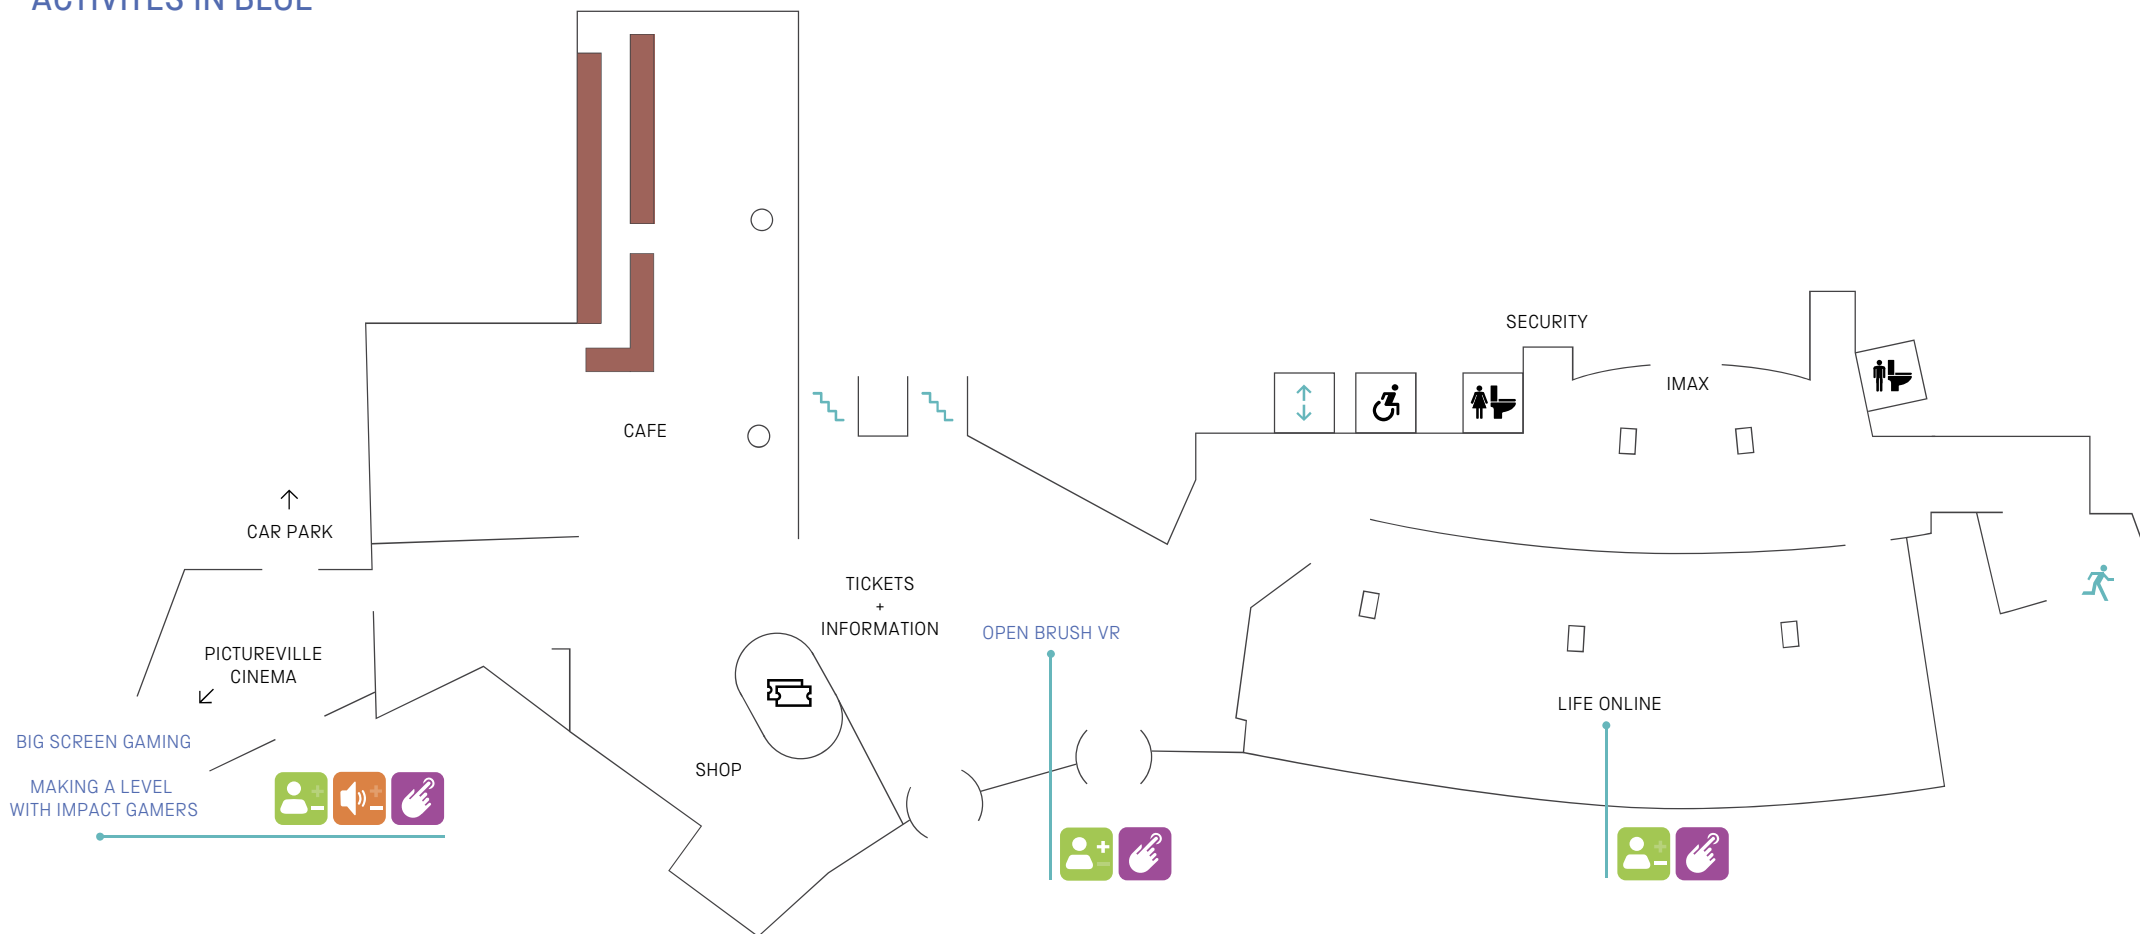 ACTIVITES IN BLUE
SECURITY
IMAX
CAFE
CAR PARK
TICKETS
+
INFORMATION
OPEN BRUSH VR
PICTUREVILLE
CINEMA
LIFE ONLINE
BIG SCREEN GAMING
SHOP
MAKING A LEVEL
WITH IMPACT GAMERS